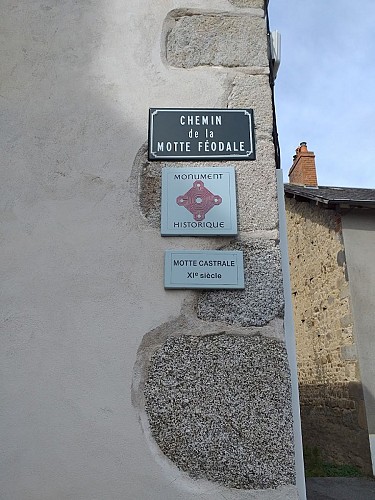 CHEMIN
de la
MOTTE FÉODALE
MONUMENT
HISTORIQUE
MOTTE CASTRALE
XIe siècle